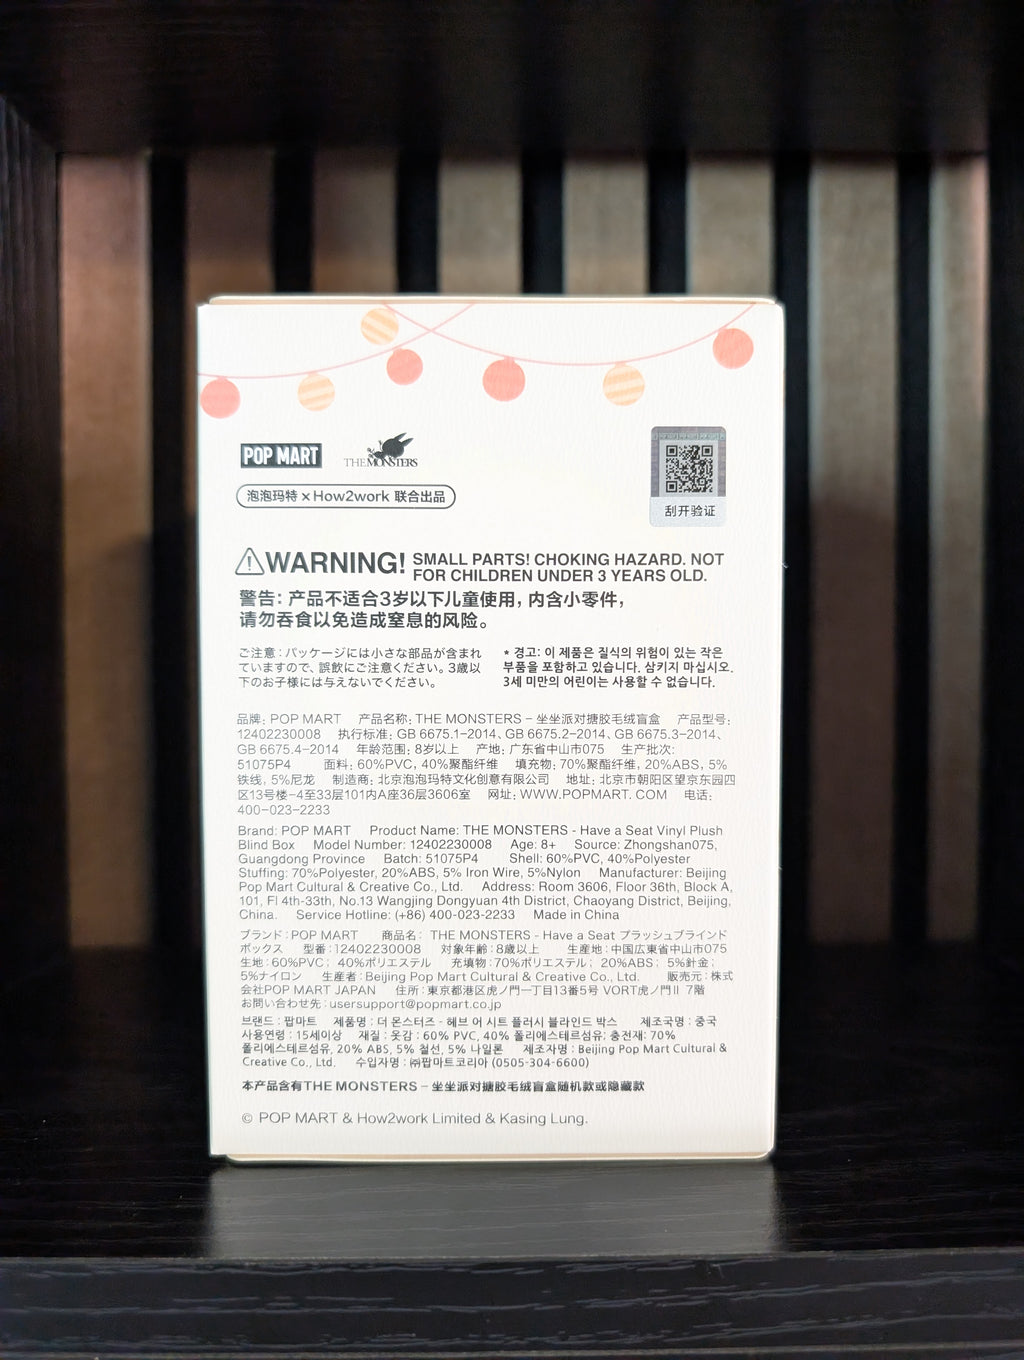 POP MART
THE MONSTERS
泡泡玛特 × How2work 联合出品
刮开验证
WARNING! SMALL PARTS! CHOKING HAZARD. NOT
FOR CHILDREN UNDER 3 YEARS OLD.
警告: 产品不适合3岁以下儿童使用, 内含小零件,
请勿吞食以免造成窒息的风险。
ご注意：パッケージには小さな部品が含まれ
ていますので、誤飲にご注意ください。3歳以
下のお子様には与えないでください。
* 경고: 이 제품은 질식의 위험이 있는 작은
부품을 포함하고 있습니다. 삼키지 마십시오.
3세 미만의 어린이는 사용할 수 없습니다.
品牌: POP MART 产品名称: THE MONSTERS – 坐坐派对搪胶毛绒盲盒 产品型号:
12402230008 执行标准: GB 6675.1–2014、GB 6675.2–2014、GB 6675.3–2014、
GB 6675.4–2014 年龄范围: 8岁以上 产地: 广东省中山市075 生产批次:
51075P4 面料: 60%PVC, 40%聚酯纤维 填充物: 70%聚酯纤维, 20%ABS, 5%
铁线, 5%尼龙 制造商: 北京泡泡玛特文化创意有限公司 地址: 北京市朝阳区望京东园四
区13号楼–4至33层101内A座36层3606室 网址: WWW.POPMART. COM 电话:
400–023–2233
Brand: POP MART Product Name: THE MONSTERS - Have a Seat Vinyl Plush
Blind Box Model Number: 12402230008 Age: 8+ Source: Zhongshan075,
Guangdong Province Batch: 51075P4 Shell: 60%PVC, 40%Polyester
Stuffing: 70%Polyester, 20%ABS, 5% Iron Wire, 5%Nylon Manufacturer: Beijing
Pop Mart Cultural & Creative Co., Ltd. Address: Room 3606, Floor 36th, Block A,
101, Fl 4th-33th, No.13 Wangjing Dongyuan 4th District, Chaoyang District, Beijing,
China. Service Hotline: (+86) 400-023-2233 Made in China
ブランド：POP MART 商品名： THE MONSTERS - Have a Seat プラッシュブラインド
ボックス 型番：12402230008 対象年齢：8歳以上 生産地：中国広東省中山市075
生地：60%PVC； 40%ポリエステル 充填物：70%ポリエステル； 20%ABS； 5%針金；
5%ナイロン 生産者：Beijing Pop Mart Cultural & Creative Co., Ltd. 販売元：株式
会社POP MART JAPAN 住所：東京都港区虎ノ門一丁目13番5号 VORT虎ノ門Ⅱ 7階
お問い合わせ先：usersupport@popmart.co.jp
브랜드 : 팝마트 제품명 : 더 몬스터즈 - 헤브 어 시트 플러시 블라인드 박스 제조국명 : 중국
사용연령 : 15세이상 재질 : 옷감 : 60% PVC, 40% 폴리에스테르섬유; 충전재: 70%
폴리에스테르섬유, 20% ABS, 5% 철선, 5% 나일론 제조자명 : Beijing Pop Mart Cultural &
Creative Co., Ltd. 수입자명 : ㈜팝마트코리아 (0505-304-6600)
本产品含有THE MONSTERS – 坐坐派对搪胶毛绒盲盒随机款或隐藏款
© POP MART & How2work Limited & Kasing Lung.